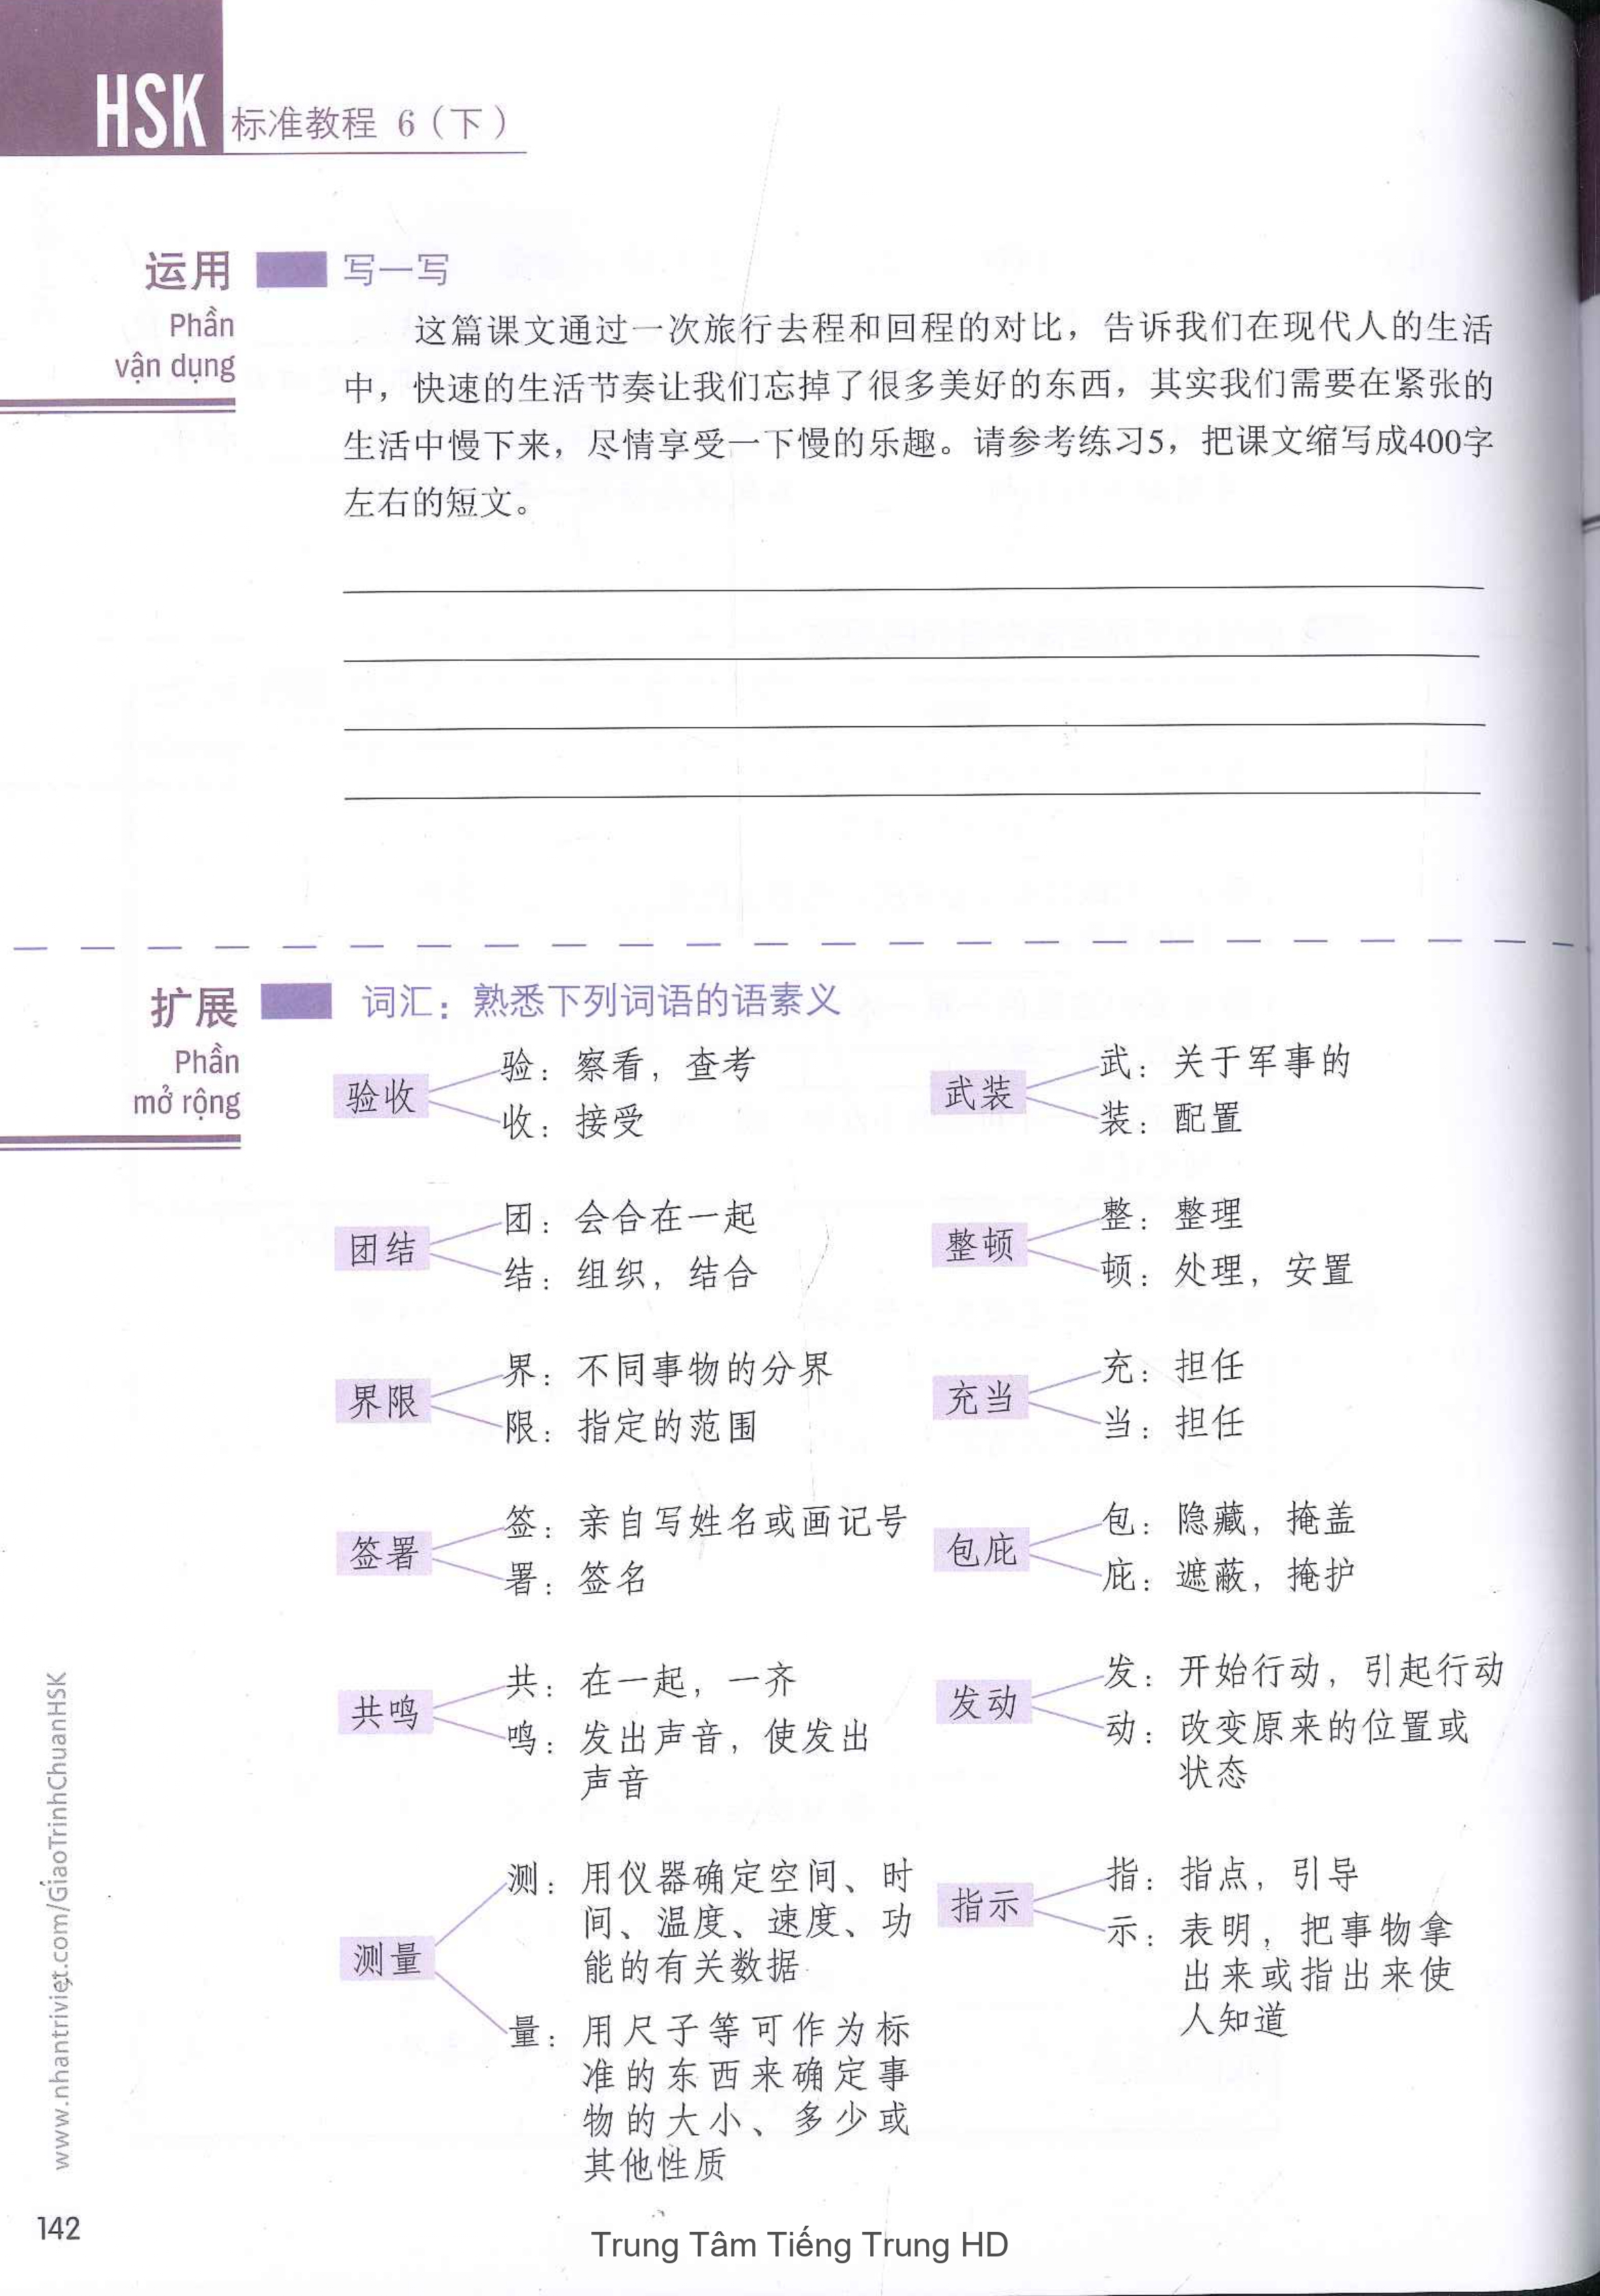 HSK 标准教程 6（下）
运用
Phần
vận dụng
写一写
这篇课文通过一次旅行去程和回程的对比，告诉我们在现代人的生活
中，快速的生活节奏让我们忘掉了很多美好的东西，其实我们需要在紧张的
生活中慢下来，尽情享受一下慢的乐趣。请参考练习5，把课文缩写成400字
左右的短文。
扩展
Phần
mở rộng
词汇：熟悉下列词语的语素义
验收
验：察看，查考
收：接受
武装
武：关于军事的
装：配置
团结
团：会合在一起
结：组织，结合
整顿
整：整理
顿：处理，安置
界限
界：不同事物的分界
限：指定的范围
充当
充：担任
当：担任
签署
签：亲自写姓名或画记号
署：签名
包庇
包：隐藏，掩盖
庇：遮蔽，掩护
共鸣
共：在一起，一齐
鸣：发出声音，使发出
声音
发动
发：开始行动，引起行动
动：改变原来的位置或
状态
测量
测：用仪器确定空间、时
间、温度、速度、功
能的有关数据
量：用尺子等可作为标
准的东西来确定事
物的大小、多少或
其他性质
指示
指：指点，引导
示：表明，把事物拿
出来或指出来使
人知道
www.nhantriviet.com/GiaoTrinhChuanHSK
142
Trung Tâm Tiếng Trung HD